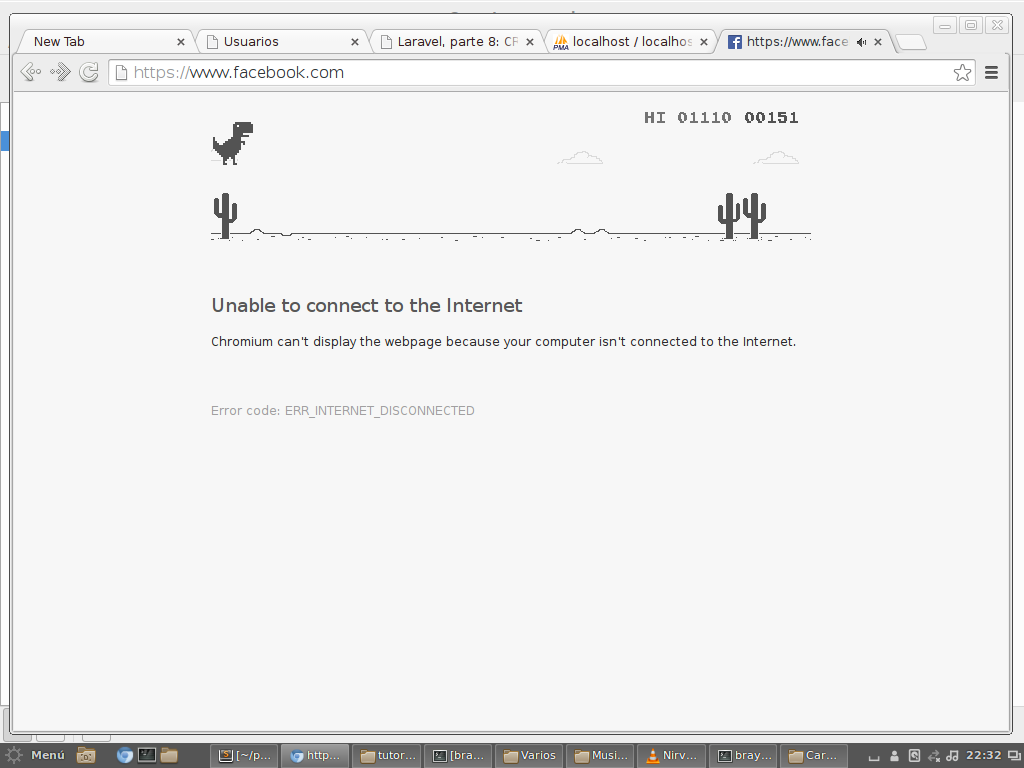 New Tab
Usuarios
Laravel, parte 8: CF
localhost / localhos
https://www.face
https://www.facebook.com
HI 01110 00151
Unable to connect to the Internet
Chromium can't display the webpage because your computer isn't connected to the Internet.
Error code: ERR_INTERNET_DISCONNECTED
Menú
[~/p...
http...
tutor...
[bra...
Varios
Musi...
Nirv...
bray...
Car...
22:32